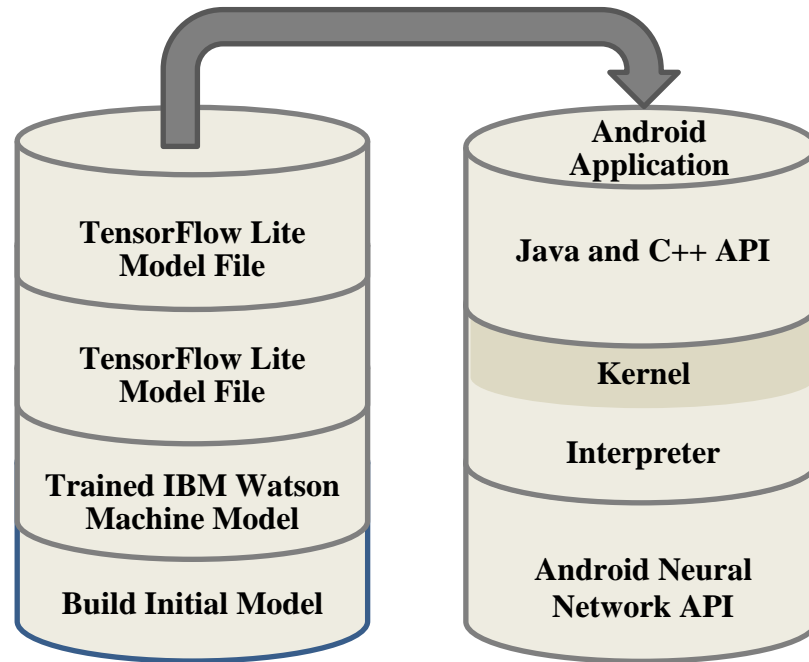 TensorFlow Lite
Model File
TensorFlow Lite
Model File
Trained IBM Watson
Machine Model
Build Initial Model
Android
Application
Java and C++ API
Kernel
Interpreter
Android Neural
Network API